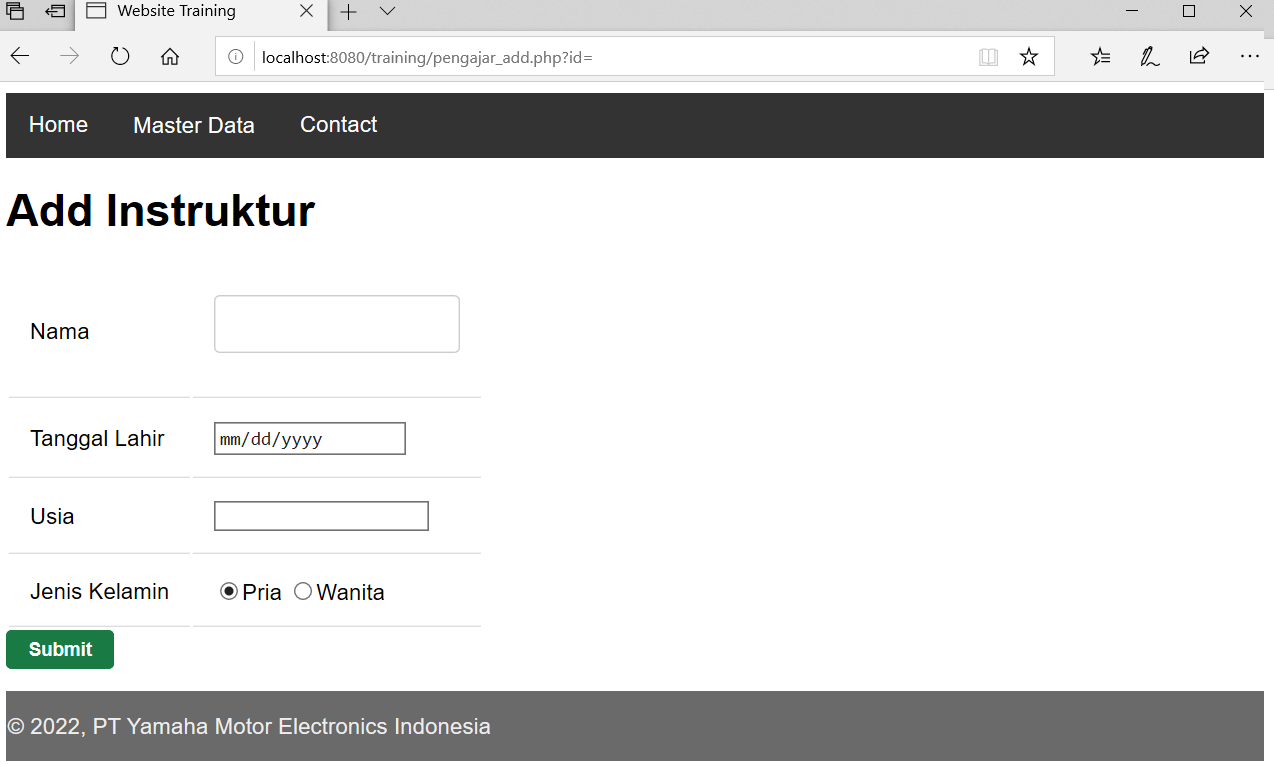 Website Training
localhost:8080/training/pengajar_add.php?id=
Home Master Data Contact
Add Instruktur
Nama
Tanggal Lahir mm/dd/yyyy
Usia
Jenis Kelamin Pria Wanita
Submit
© 2022, PT Yamaha Motor Electronics Indonesia